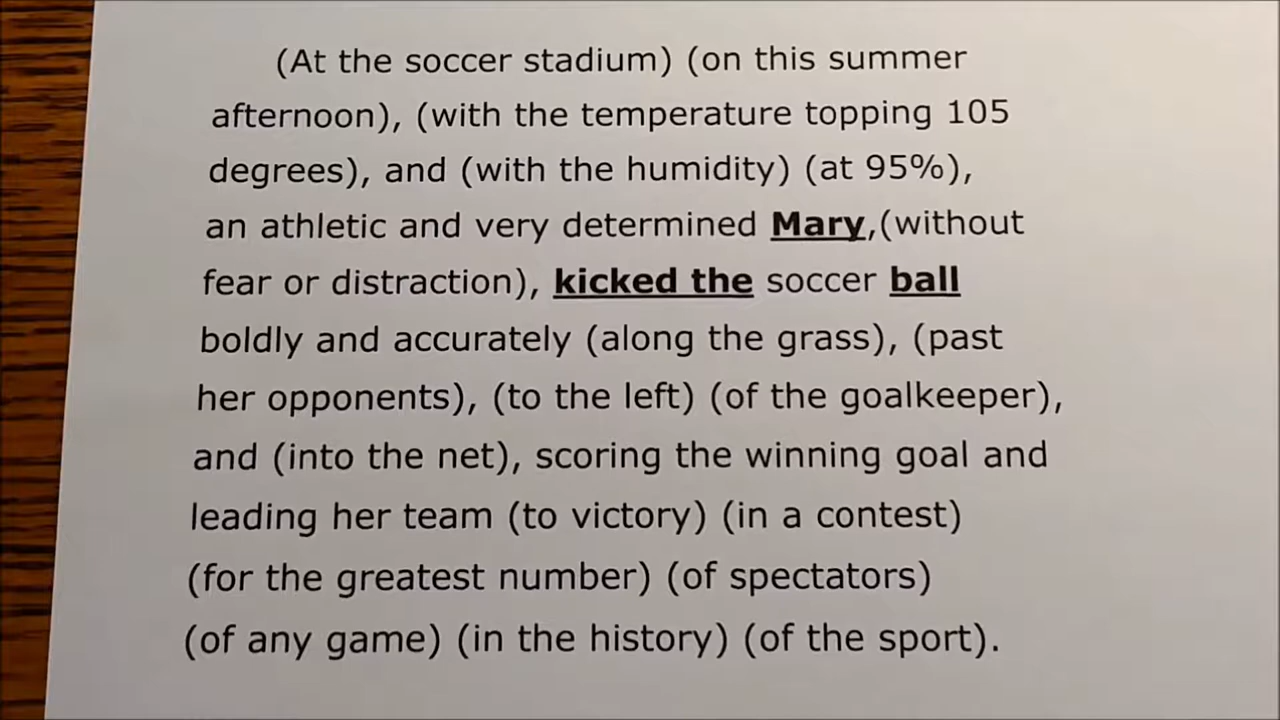 (At the soccer stadium) (on this summer
afternoon), (with the temperature topping 105
degrees), and (with the humidity) (at 95%),
an athletic and very determined Mary,(without
fear or distraction), kicked the soccer ball
boldly and accurately (along the grass), (past
her opponents), (to the left) (of the goalkeeper),
and (into the net), scoring the winning goal and
leading her team (to victory) (in a contest)
(for the greatest number) (of spectators)
(of any game) (in the history) (of the sport).